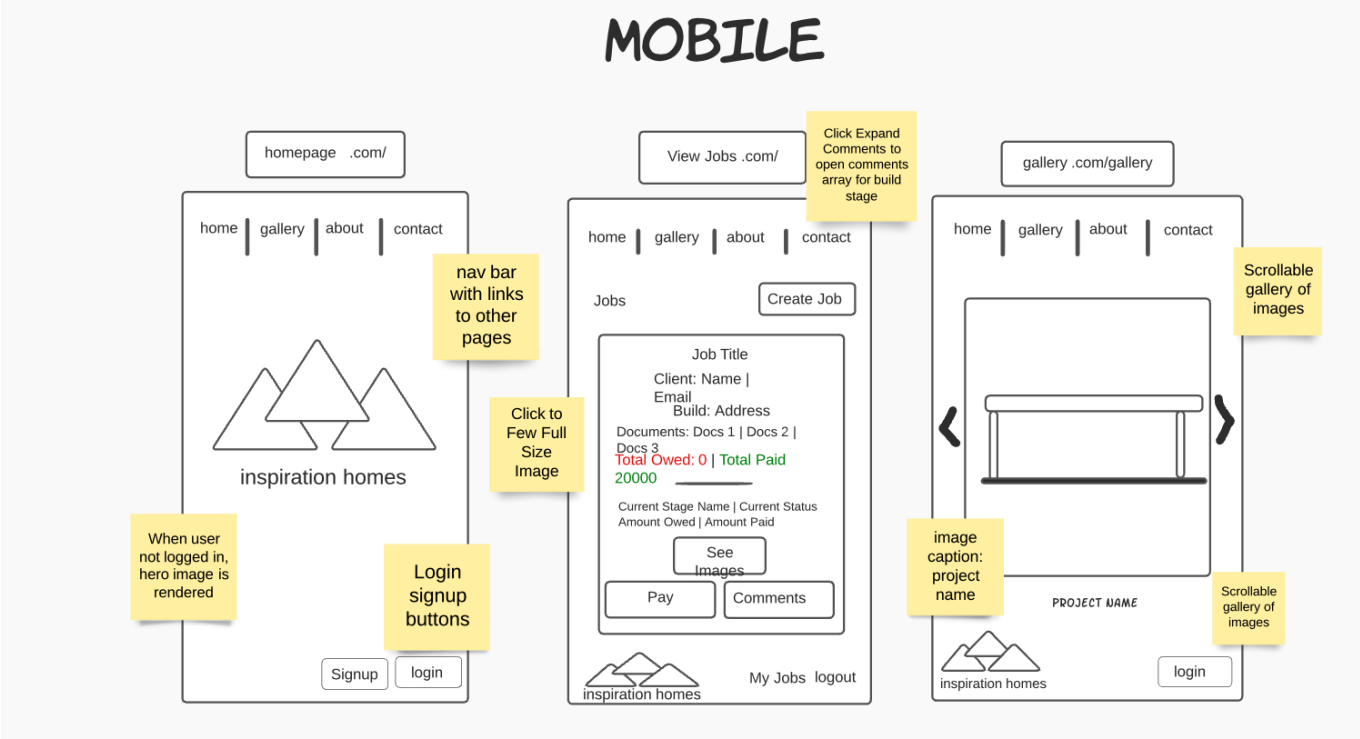 MOBILE
homepage .com/
home gallery about contact
nav bar
with links
to other
pages
inspiration homes
When user
not logged in,
hero image is
rendered
Login
signup
buttons
Signup login
View Jobs .com/
Click Expand
Comments to
open comments
array for build
stage
home gallery about contact
Jobs Create Job
Job Title
Client: Name |
Email
Build: Address
Documents: Docs 1 | Docs 2 |
Docs 3
Total Owed: 0 | Total Paid
20000
Click to
Few Full
Size
Image
Current Stage Name | Current Status
Amount Owed | Amount Paid
See
Images
Pay Comments
inspiration homes
My Jobs logout
gallery .com/gallery
home gallery about contact
Scrollable
gallery of
images
image
caption:
project
name
PROJECT NAME
Scrollable
gallery of
images
inspiration homes
login